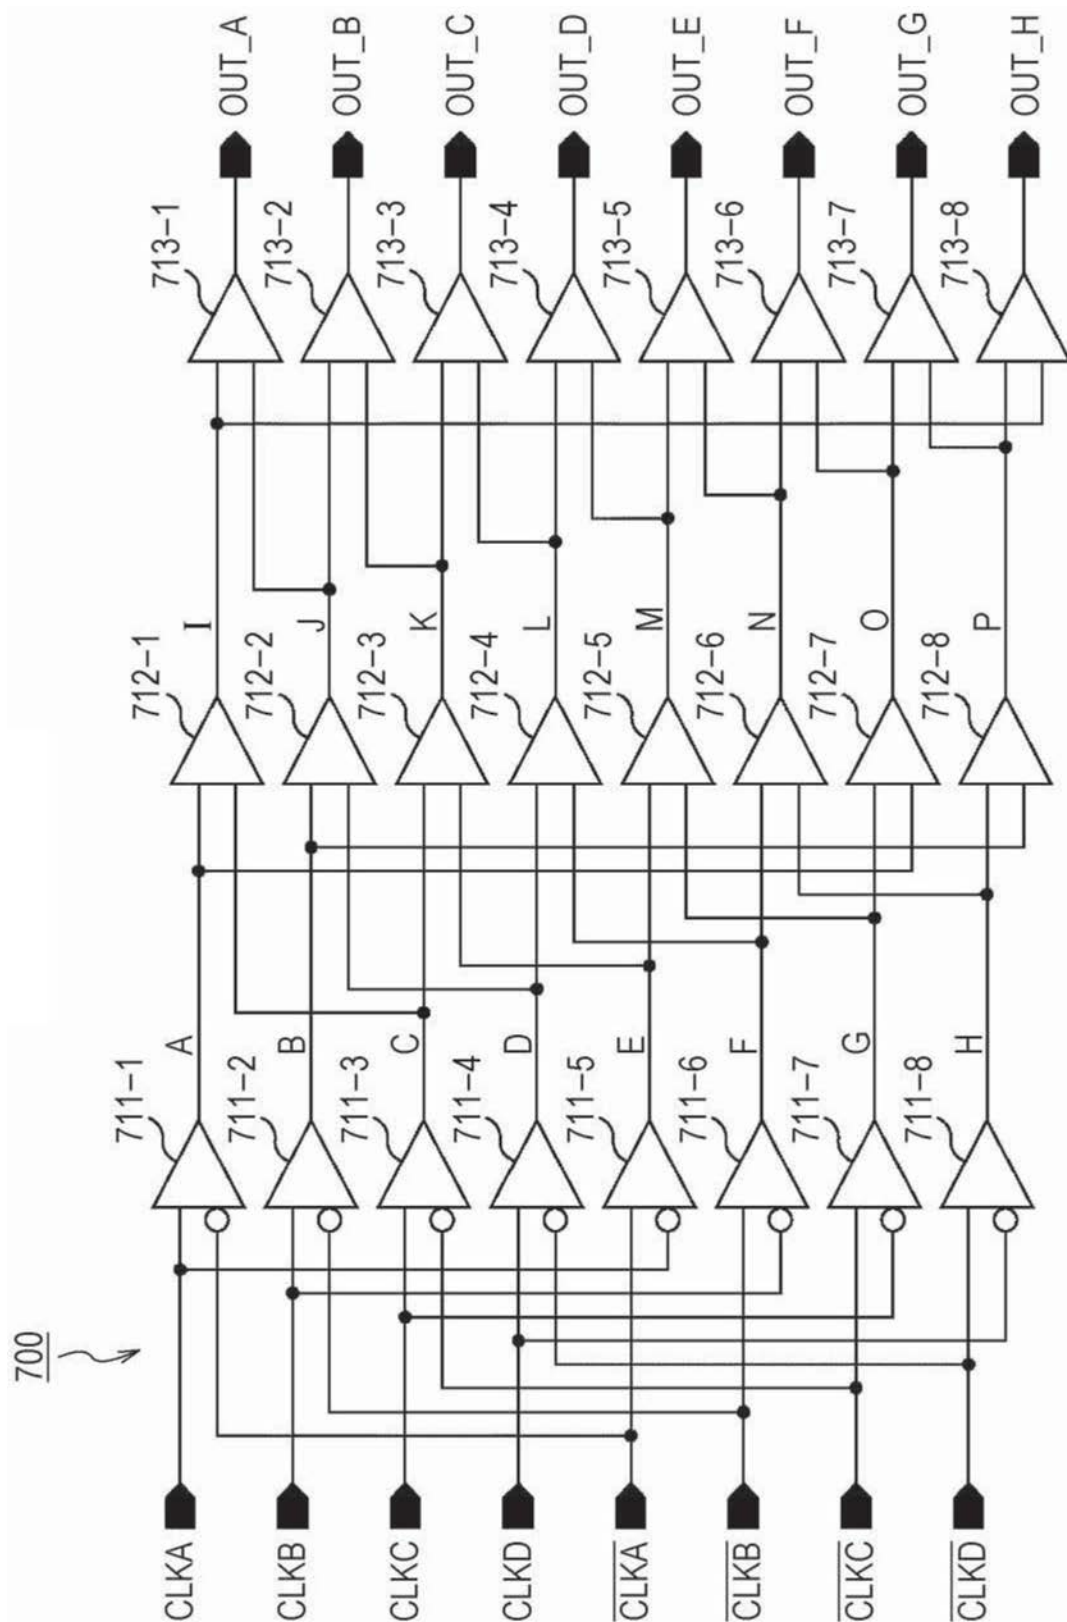 700
CLKA
CLKB
CLKC
CLKD
CLKA
CLKB
CLKC
CLKD
711-1
711-2
711-3
711-4
711-5
711-6
711-7
711-8
A
B
C
D
E
F
G
H
712-1
712-2
712-3
712-4
712-5
712-6
712-7
712-8
I
J
K
L
M
N
O
P
713-1
713-2
713-3
713-4
713-5
713-6
713-7
713-8
OUT_A
OUT_B
OUT_C
OUT_D
OUT_E
OUT_F
OUT_G
OUT_H